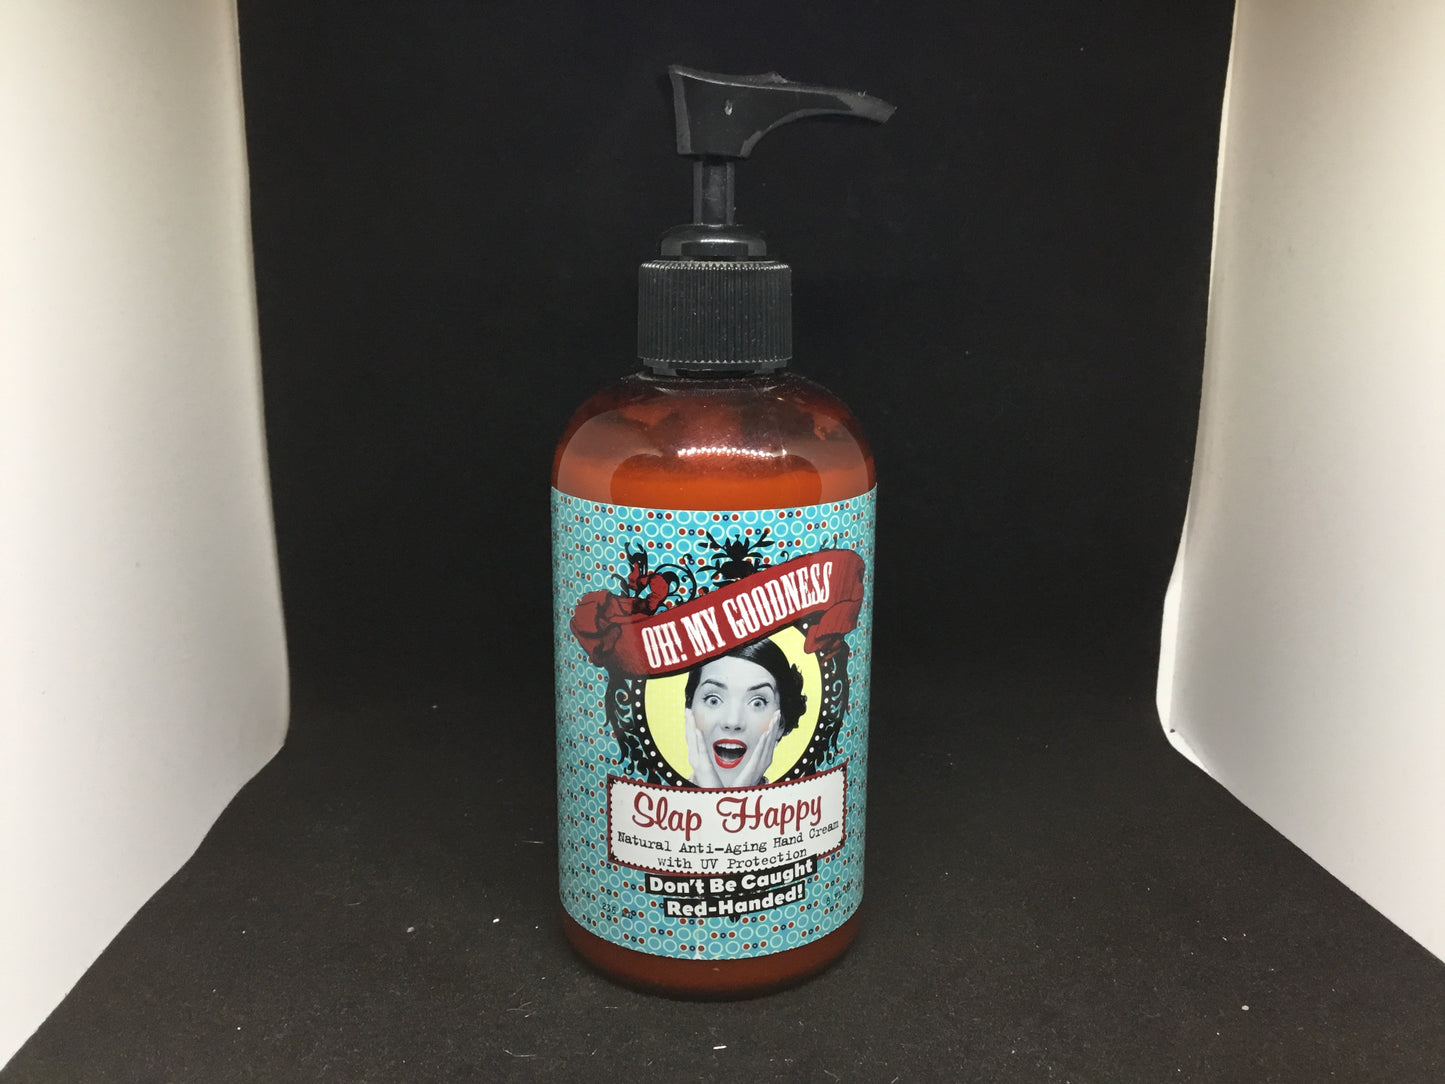 OH! MY GOODNESS
Slap Happy
Natural Anti-Aging Hand Cream
with UV Protection
Don't Be Caught
Red-Handed!